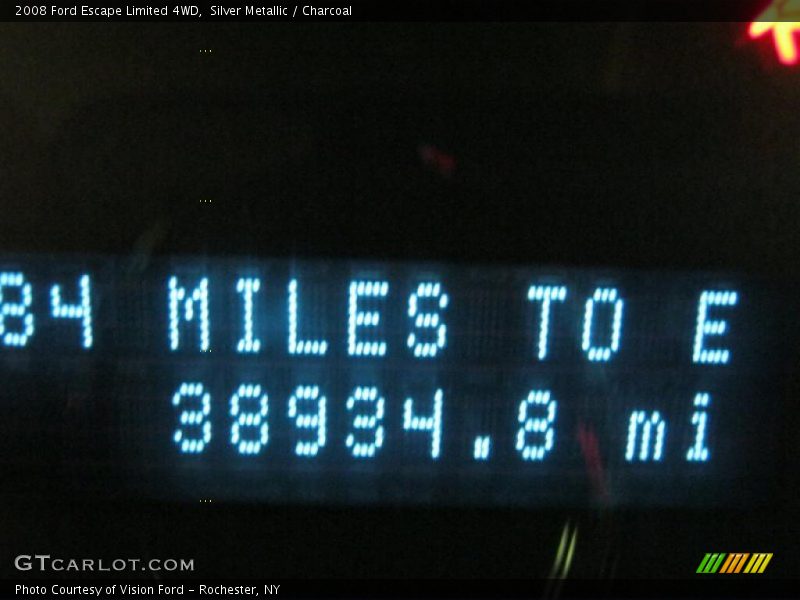 2008 Ford Escape Limited 4WD, Silver Metallic / Charcoal
84 MILES TO E
38934.8 mi
GTCARLOT.COM
Photo Courtesy of Vision Ford - Rochester, NY